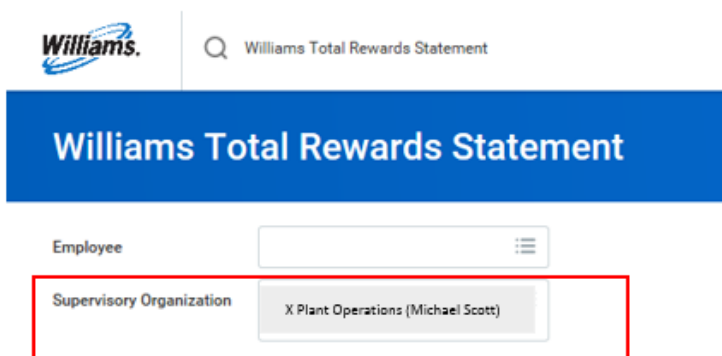 Williams.
Williams Total Rewards Statement
Williams Total Rewards Statement
Employee
Supervisory Organization
X Plant Operations (Michael Scott)